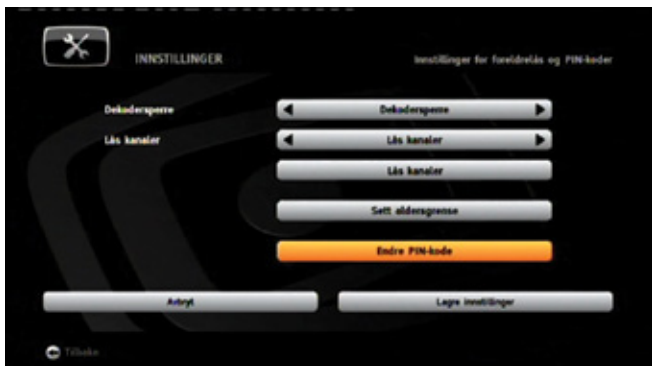 INNSTILLINGER
Innstillinger for foreldrelås og PIN-koder
Dekodersperre
Dekodersperre
Lås kanaler
Lås kanaler
Lås kanaler
Sett aldersgrense
Endre PIN-kode
Avbryt
Lagre innstillinger
Tilbake